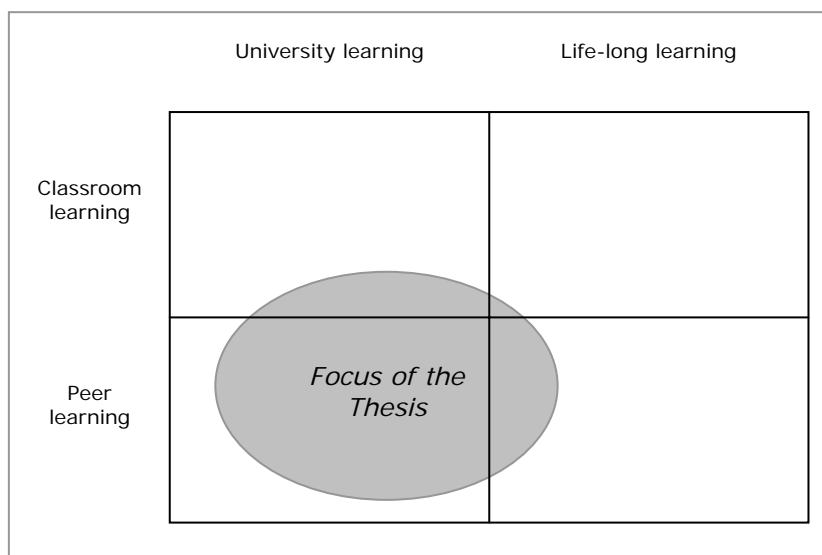 University learning
Life-long learning
Classroom
learning
Focus of the
Thesis
Peer
learning